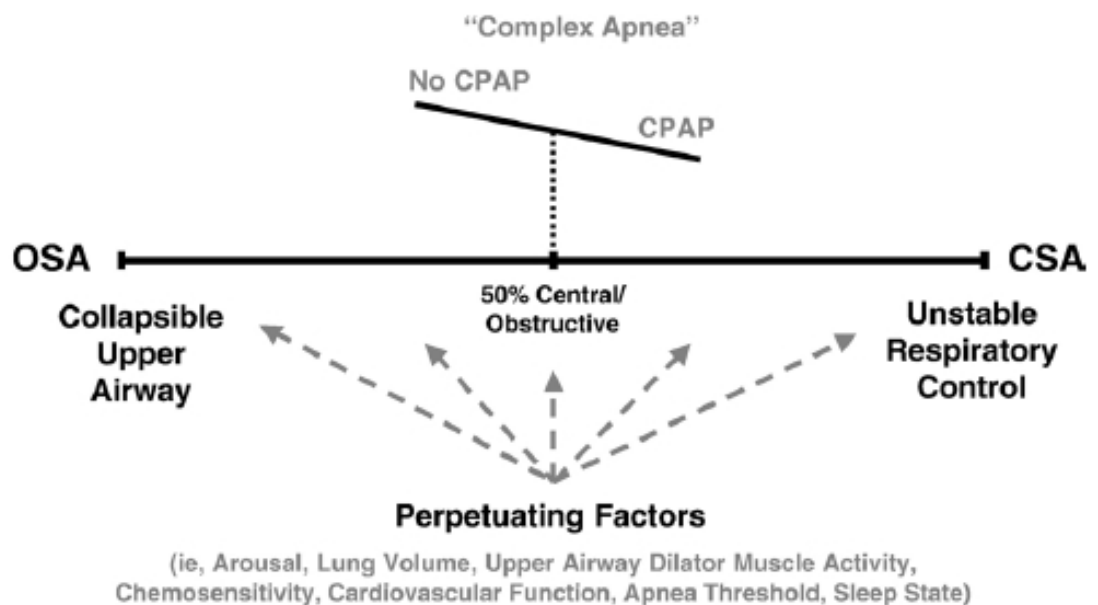 “Complex Apnea”
No CPAP
CPAP
OSA
CSA
50% Central/
Obstructive
Collapsible
Upper
Airway
Unstable
Respiratory
Control
Perpetuating Factors
(ie, Arousal, Lung Volume, Upper Airway Dilator Muscle Activity,
Chemosensitivity, Cardiovascular Function, Apnea Threshold, Sleep State)